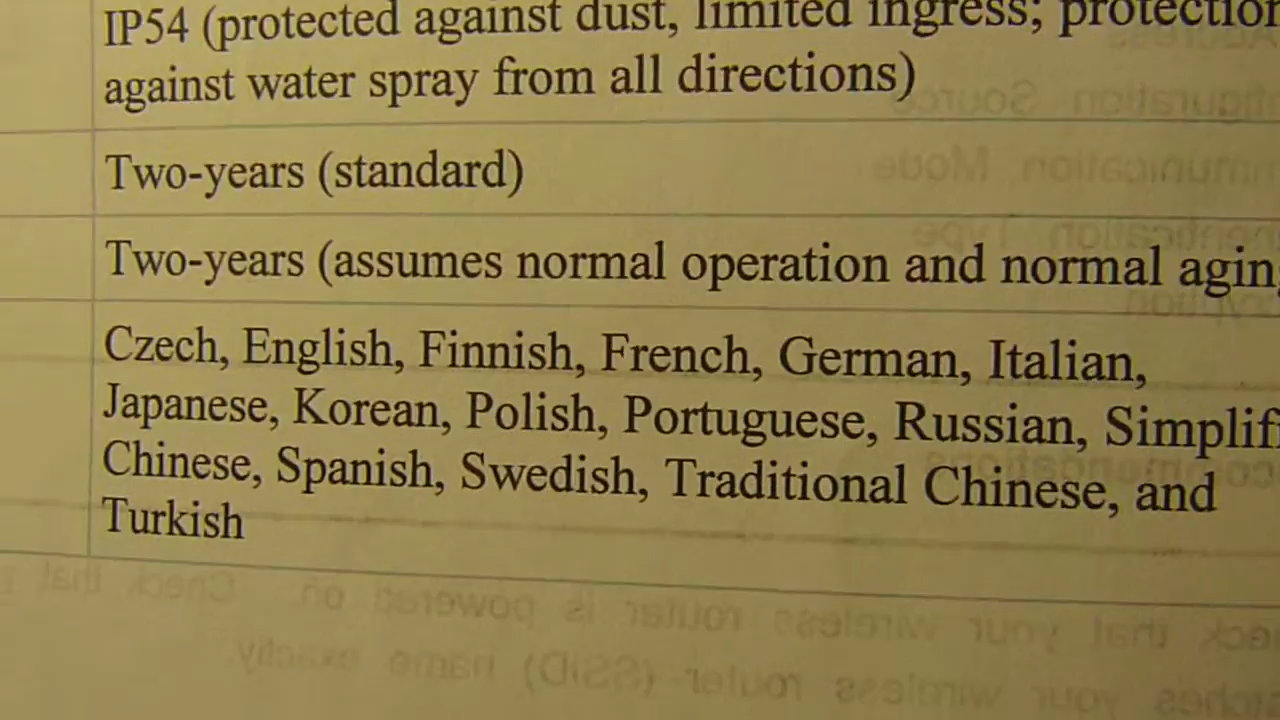 IP54 (protected against dust, limited ingress; protection
against water spray from all directions)
Two-years (standard)
Two-years (assumes normal operation and normal agin
Czech, English, Finnish, French, German, Italian,
Japanese, Korean, Polish, Portuguese, Russian, Simplifi
Chinese, Spanish, Swedish, Traditional Chinese, and
Turkish